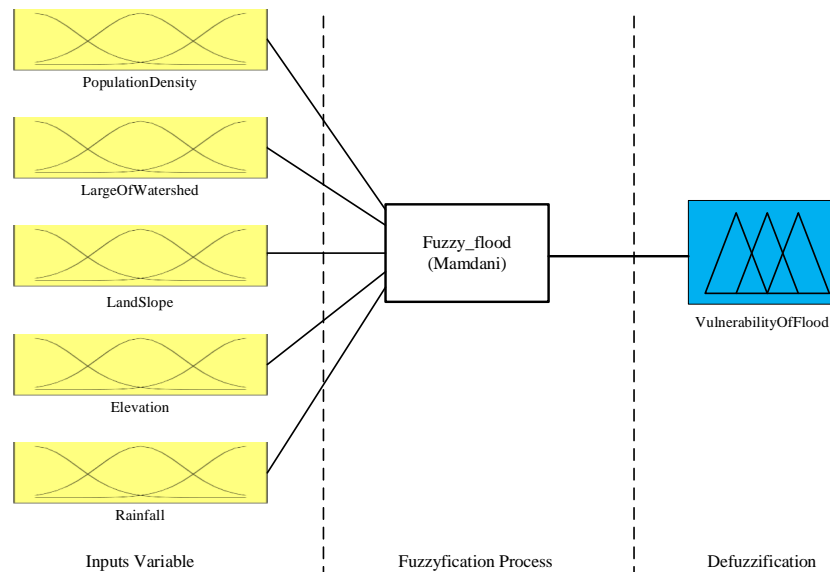 PopulationDensity
LargeOfWatershed
LandSlope
Elevation
Rainfall
Fuzzy_flood
(Mamdani)
VulnerabilityOfFlood
Inputs Variable
Fuzzyfication Process
Defuzzification